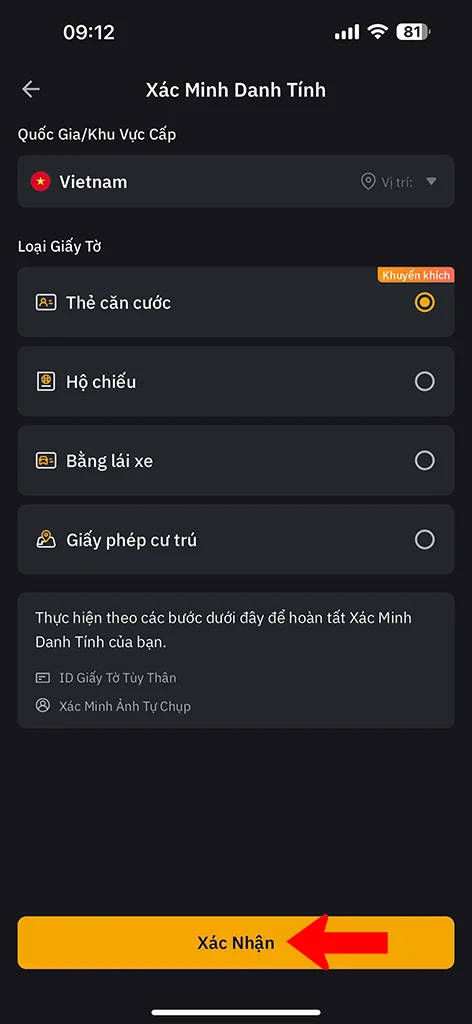 09:12
81
Xác Minh Danh Tính
Quốc Gia/Khu Vực Cấp
Vietnam
Vị trí:
Loại Giấy Tờ
Khuyến khích
Thẻ căn cước
Hộ chiếu
Bằng lái xe
Giấy phép cư trú
Thực hiện theo các bước dưới đây để hoàn tất Xác Minh
Danh Tính của bạn.
ID Giấy Tờ Tùy Thân
Xác Minh Ảnh Tự Chụp
Xác Nhận